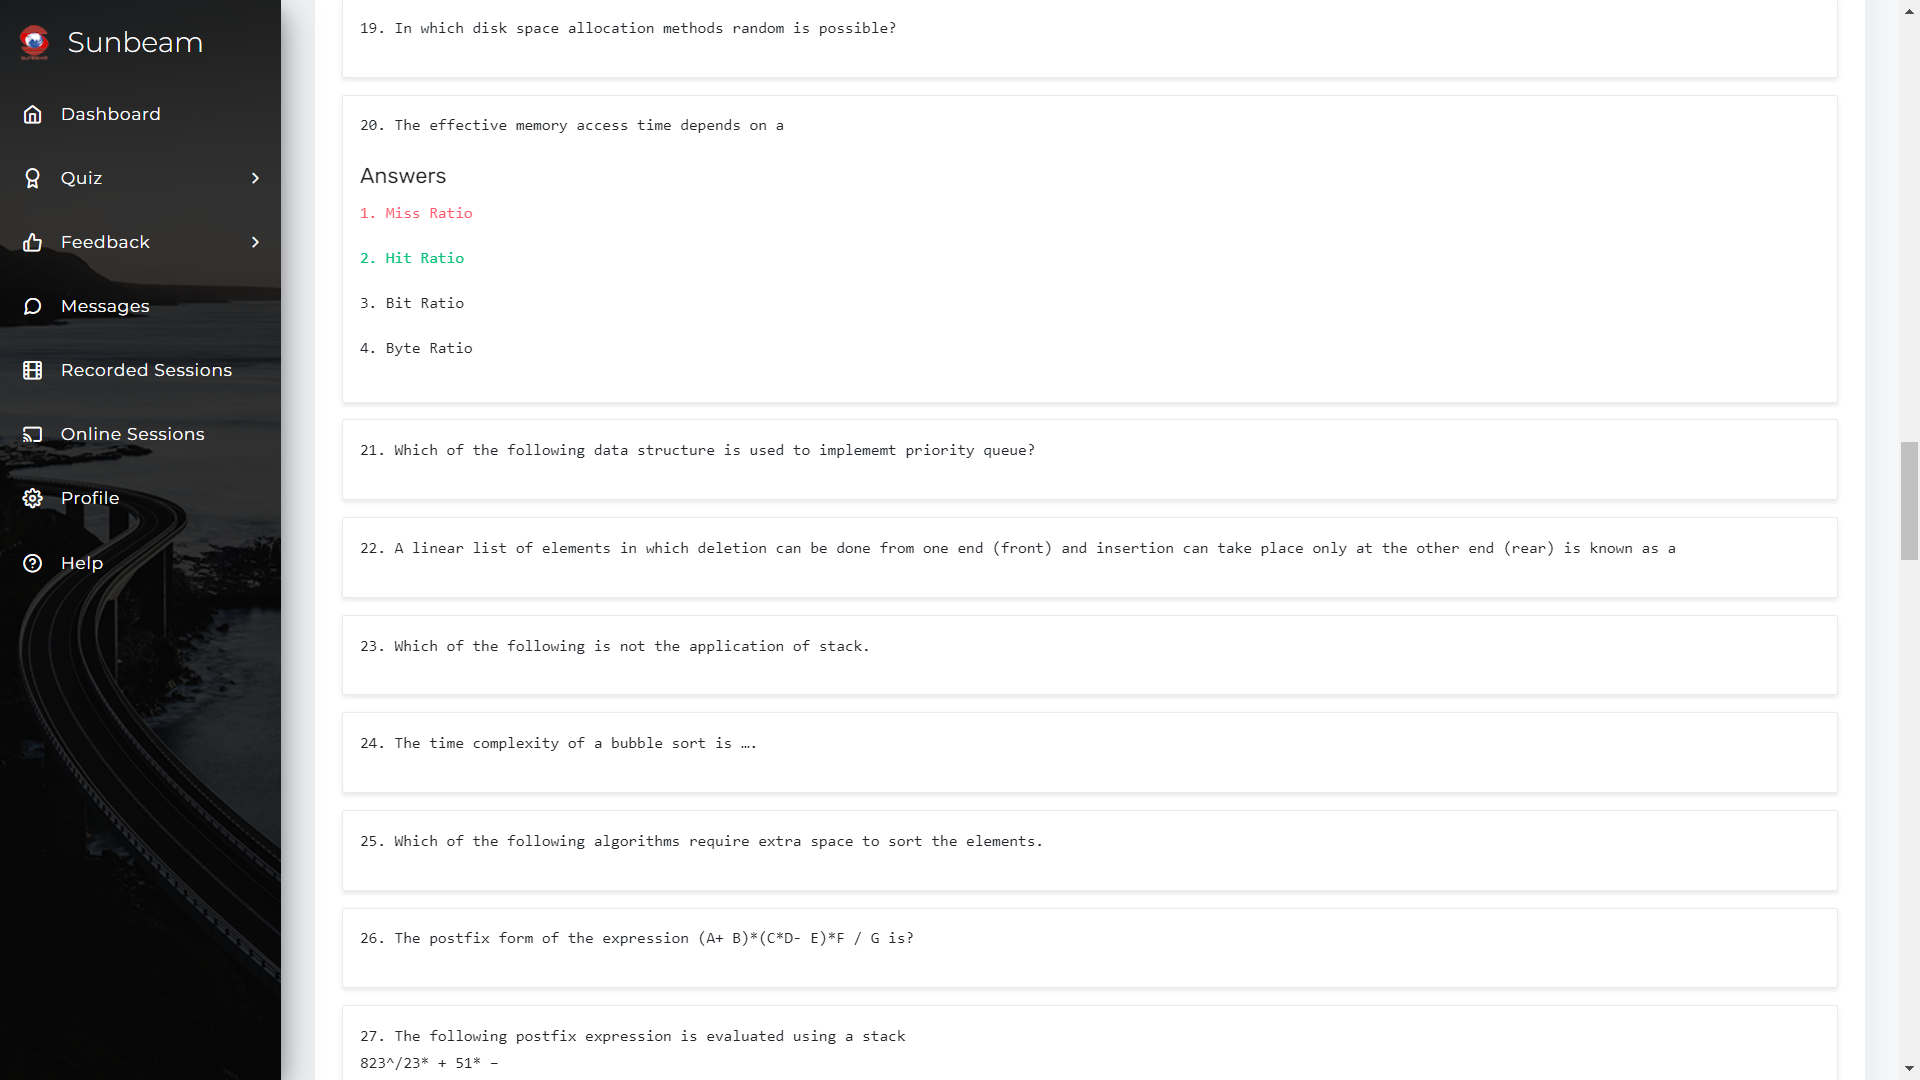 Sunbeam
Dashboard
Quiz
Feedback
Messages
Recorded Sessions
Online Sessions
Profile
Help
19. In which disk space allocation methods random is possible?
20. The effective memory access time depends on a
Answers
1. Miss Ratio
2. Hit Ratio
3. Bit Ratio
4. Byte Ratio
21. Which of the following data structure is used to implememt priority queue?
22. A linear list of elements in which deletion can be done from one end (front) and insertion can take place only at the other end (rear) is known as a
23. Which of the following is not the application of stack.
24. The time complexity of a bubble sort is ….
25. Which of the following algorithms require extra space to sort the elements.
26. The postfix form of the expression (A+ B)*(C*D- E)*F / G is?
27. The following postfix expression is evaluated using a stack
823^/23* + 51* –